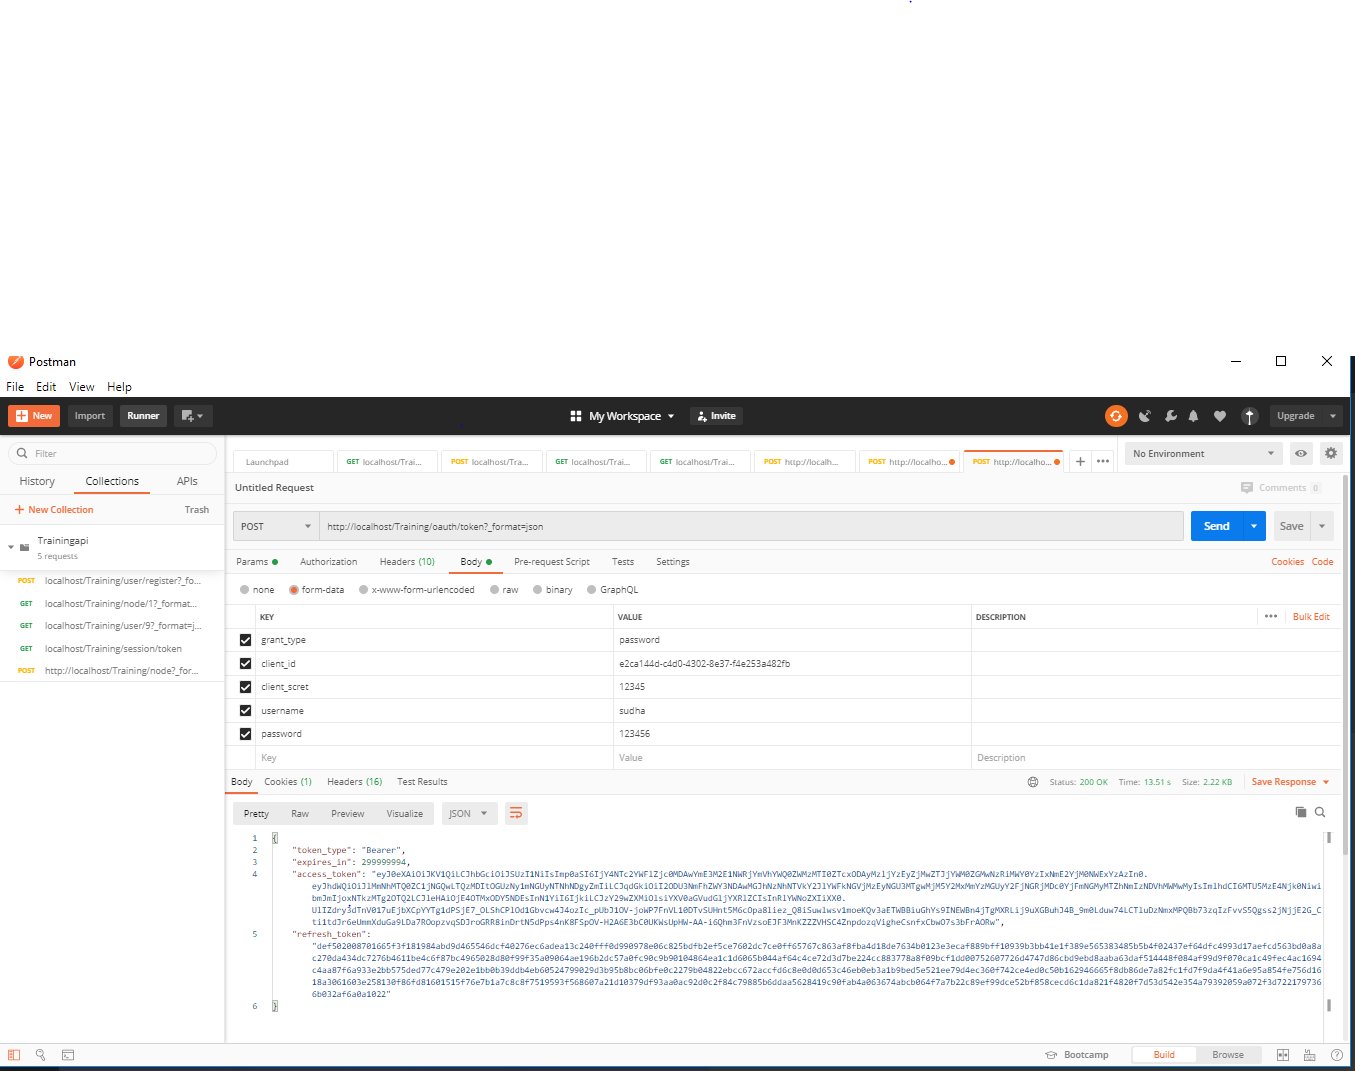 Postman
File Edit View Help
New Import Runner My Workspace Invite Upgrade
Filter
History Collections APIs
New Collection Trash
Trainingapi
5 requests
POST localhost/Training/user/register?_fo...
GET localhost/Training/node/1?_format...
GET localhost/Training/user/9?_format=j...
GET localhost/Training/session/token
POST http://localhost/Training/node?_for...
Launchpad GET localhost/Trai... POST localhost/Tra... GET localhost/Trai... GET localhost/Trai... POST http://localh... POST http://localho... POST http://localho... No Environment
Untitled Request Comments 0
POST http://localhost/Training/oauth/token?_format=json Send Save
Params Authorization Headers (10) Body Pre-request Script Tests Settings Cookies Code
none form-data x-www-form-urlencoded raw binary GraphQL
KEY VALUE DESCRIPTION Bulk Edit
grant_type password
client_id e2ca144d-c4d0-4302-8e37-f4e253a482fb
client_scret 12345
username sudha
password 123456
Key Value Description
Body Cookies (1) Headers (16) Test Results Status: 200 OK Time: 13.51 s Size: 2.22 KB Save Response
Pretty Raw Preview Visualize JSON
1 {
2 "token_type": "Bearer",
3 "expires_in": 299999994,
4 "access_token":
5 "refresh_token":
6 }
Bootcamp Build Browse